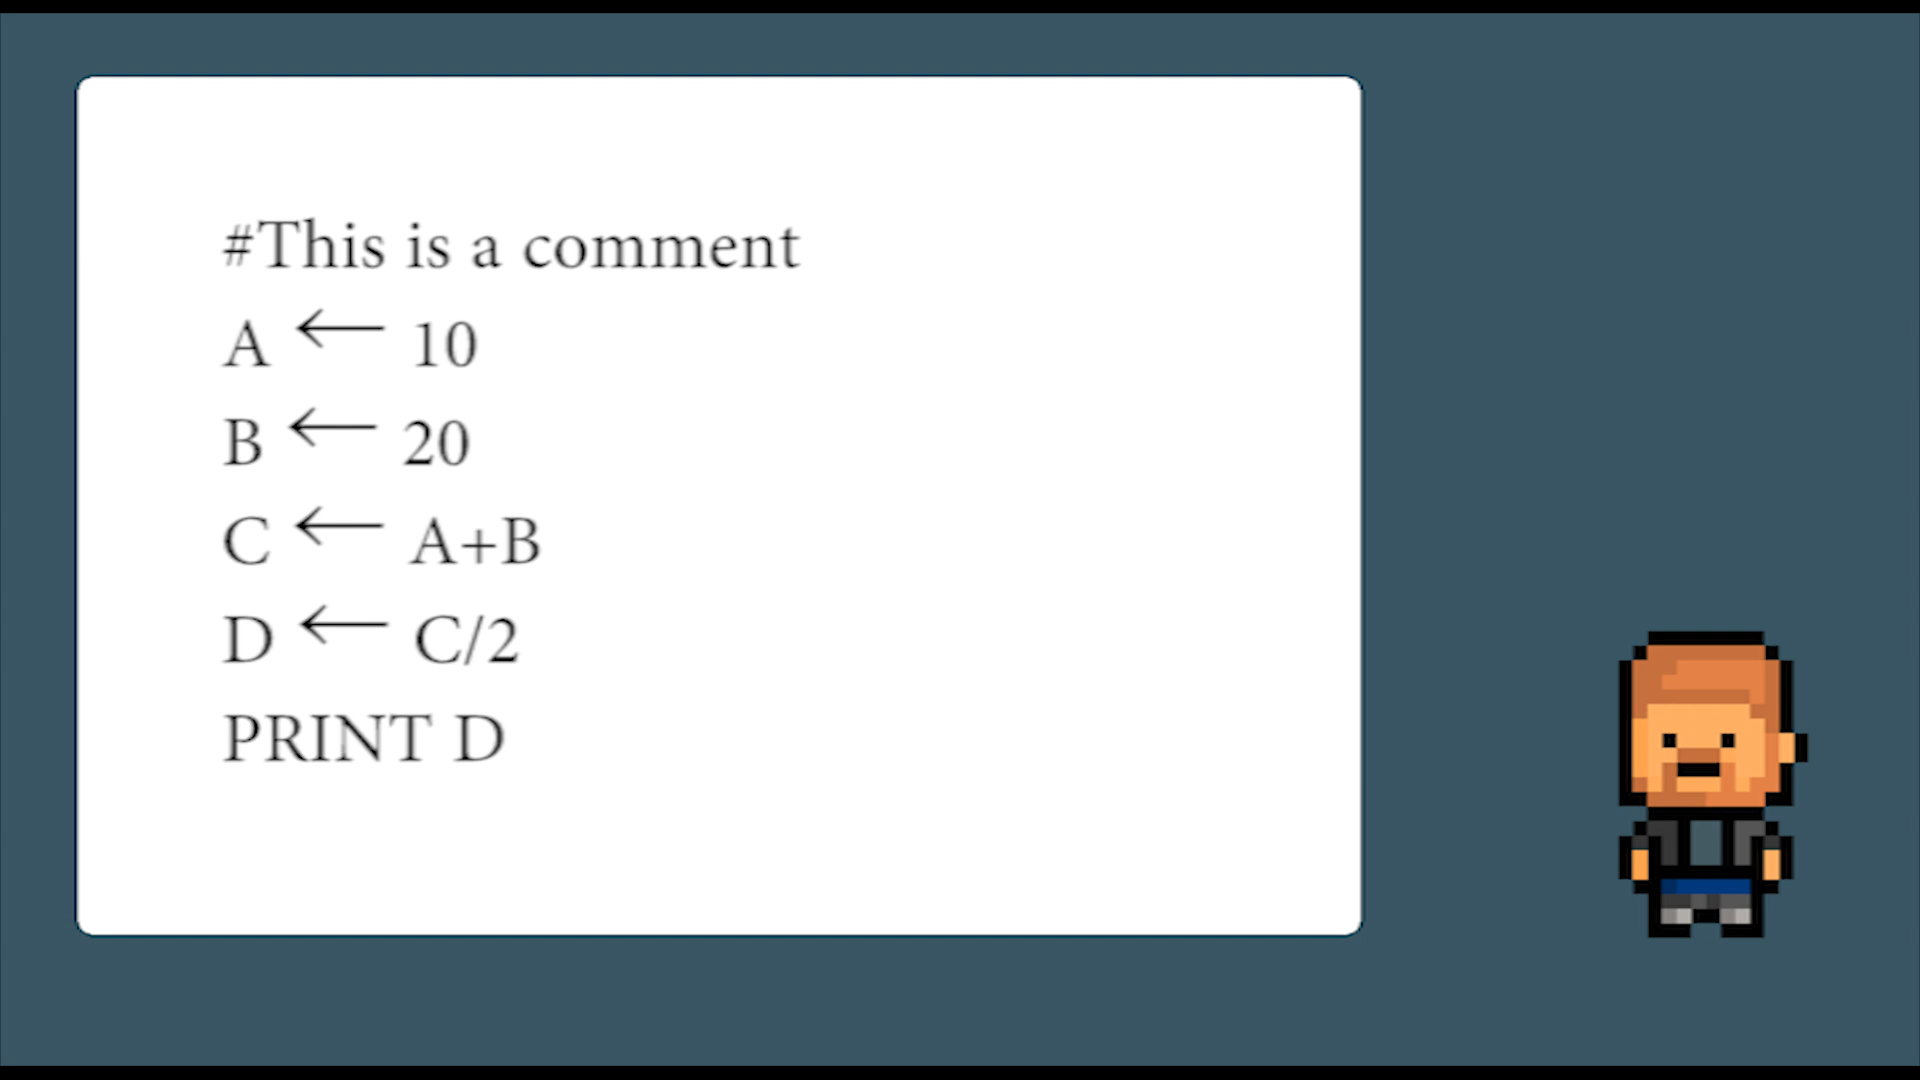 #This is a comment
A ← 10
B ← 20
C ← A+B
D ← C/2
PRINT D